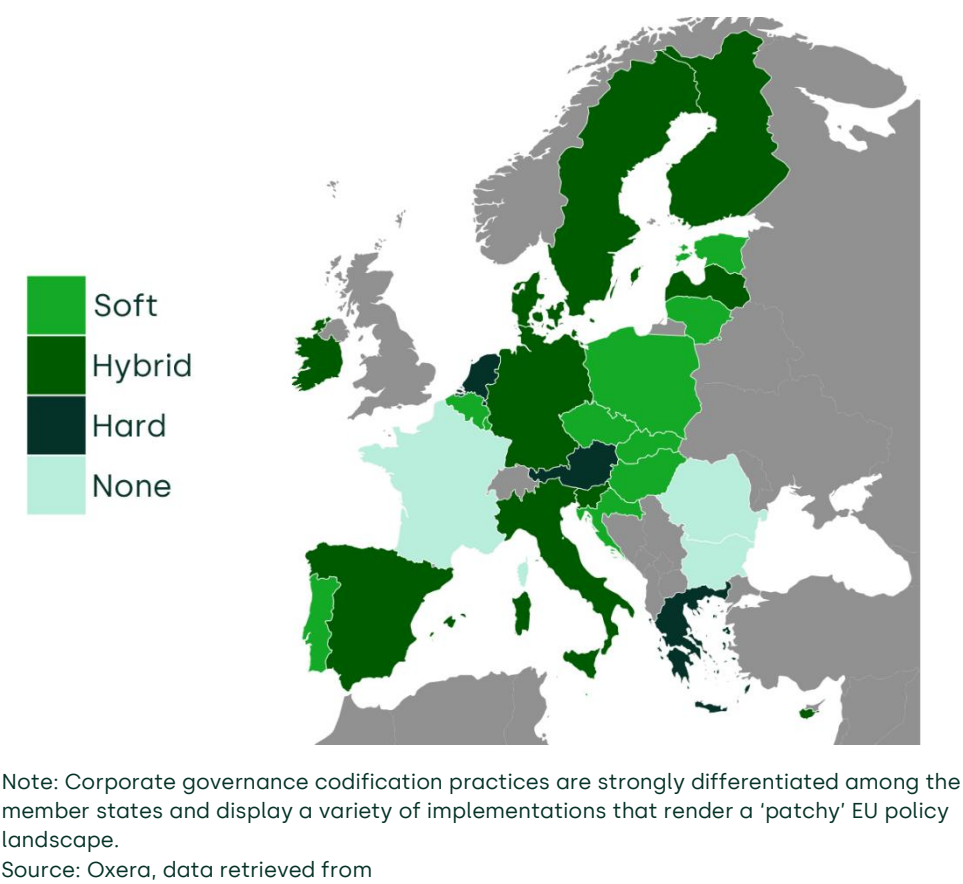 Soft
Hybrid
Hard
None
Note: Corporate governance codification practices are strongly differentiated among the
member states and display a variety of implementations that render a ‘patchy’ EU policy
landscape.
Source: Oxera, data retrieved from